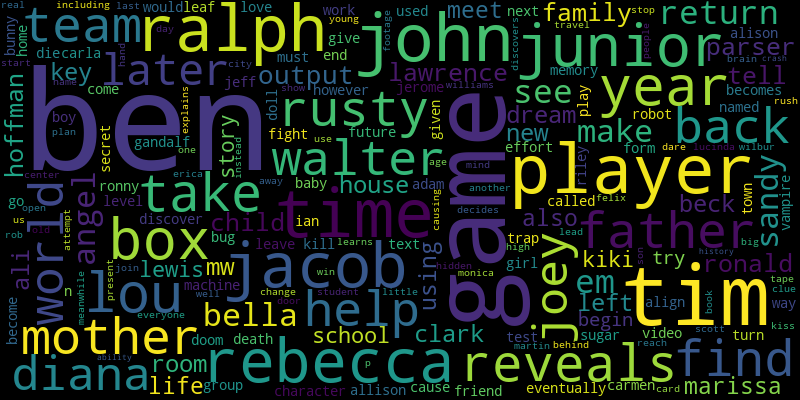 real including last would leaf love work young used next family stop return
bunny home team ralph give john meet junior travel alison
start diecarla key come later jeff doll must end footage however output lawrence jerome memory parser tell becomes
hoffman boy name plan ben day hand city explains show rusty given williams see discovers year people brain crash
gandalf secret one use story instead fight future game dream new robot play make named back rush
center ronny erica take away walter age player effort form riley dare lucinda wilbur
go us open old angel level baby house adam mind another called felix beck town sandy vampire
world discover box child time causing also father
rob ali attempt bug leave ian kill learns text decides trap high lead kiki son history big ronald
n meanwhile lou lewis mw jacob using hidden girl joey em try tape clue
become join present machine win help monica left align tim book way
mother everyone well bella change door student little clark test begin video scott turn kiss
doom death school martin behind sugar reach
diana room rebecca reveals find
life ability group character P allison cause friend eventually carmen card marissa